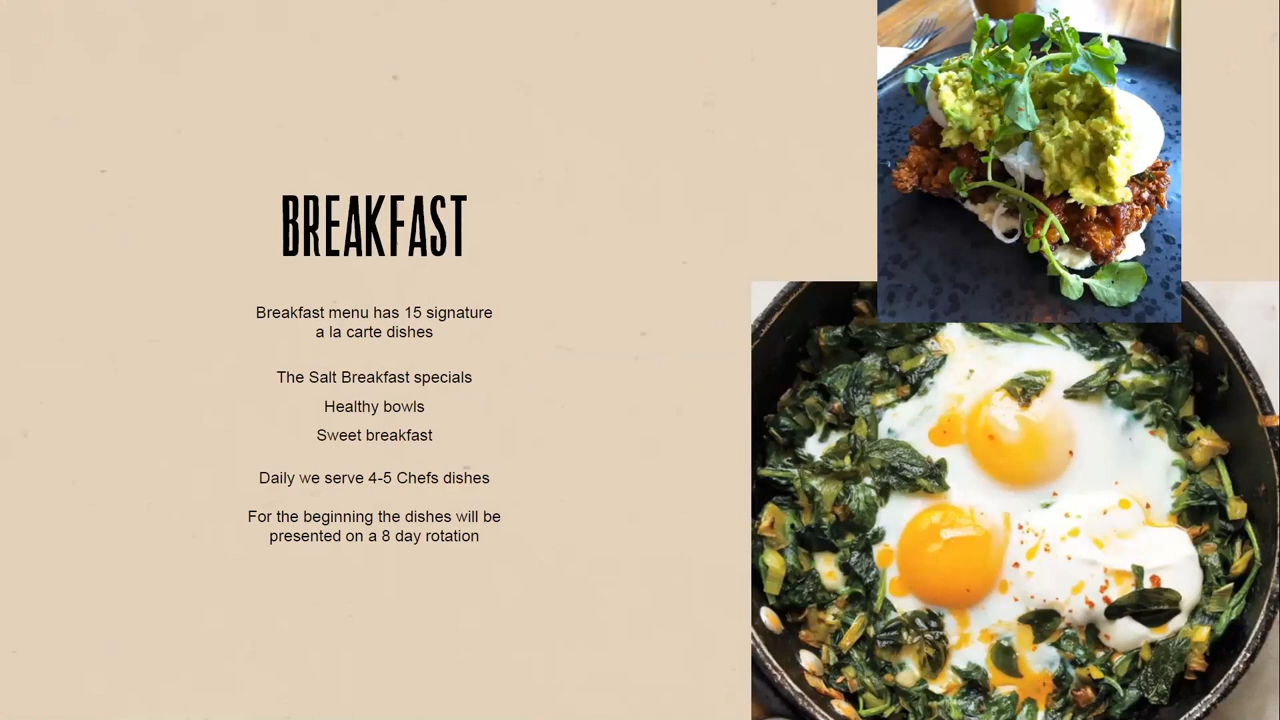 BREAKFAST
Breakfast menu has 15 signature
a la carte dishes
The Salt Breakfast specials
Healthy bowls
Sweet breakfast
Daily we serve 4-5 Chefs dishes
For the beginning the dishes will be
presented on a 8 day rotation